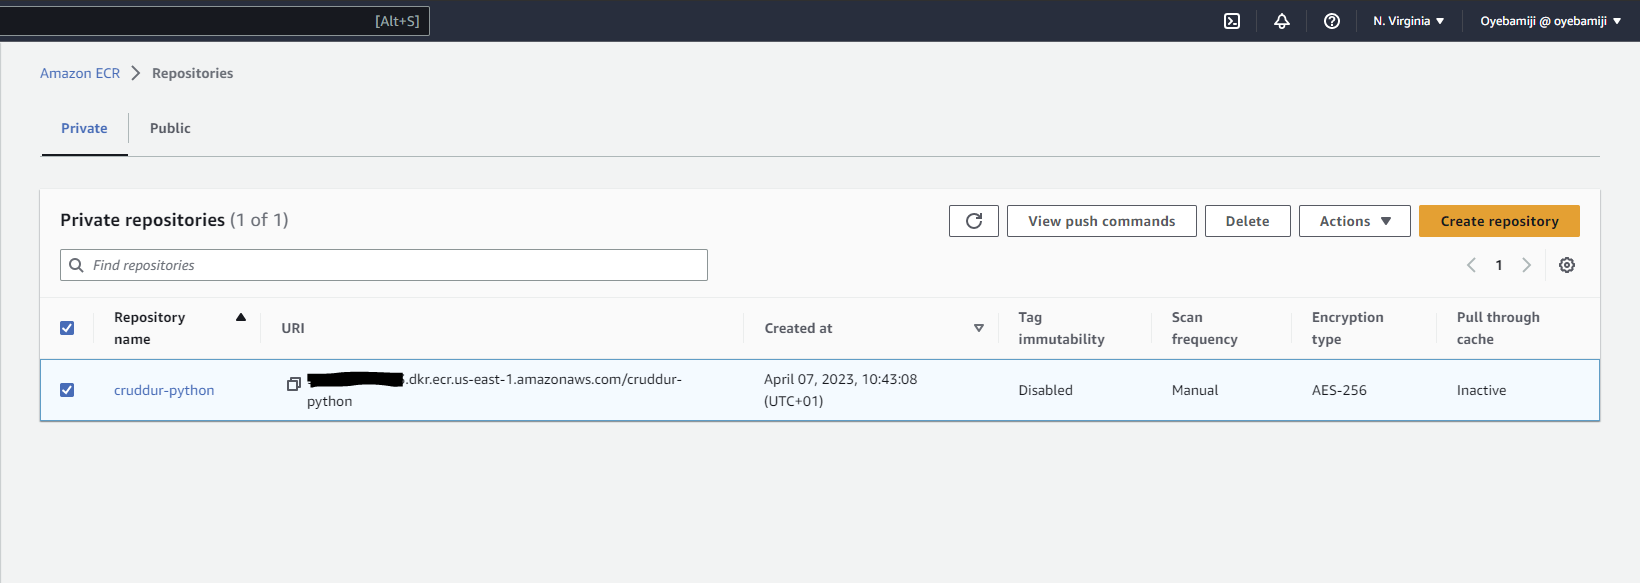 [Alt+S]
N. Virginia
Oyebamiji @ oyebamiji
Amazon ECR
Repositories
Private
Public
Private repositories (1 of 1)
View push commands
Delete
Actions
Create repository
Find repositories
1
Repository
name
URI
Created at
Tag
immutability
Scan
frequency
Encryption
type
Pull through
cache
cruddur-python
.dkr.ecr.us-east-1.amazonaws.com/cruddur-
python
April 07, 2023, 10:43:08
(UTC+01)
Disabled
Manual
AES-256
Inactive